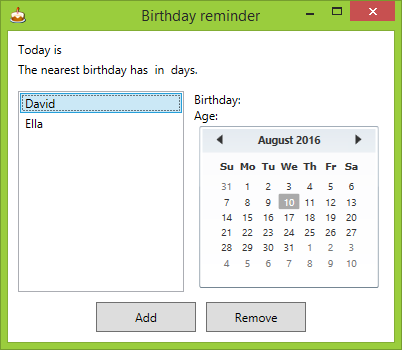 Birthday reminder
Today is
The nearest birthday has in days.
David
Ella
Birthday:
Age:
August 2016
Su Mo Tu We Th Fr Sa
31 1 2 3 4 5 6
7 8 9 10 11 12 13
14 15 16 17 18 19 20
21 22 23 24 25 26 27
28 29 30 31 1 2 3
4 5 6 7 8 9 10
Add Remove